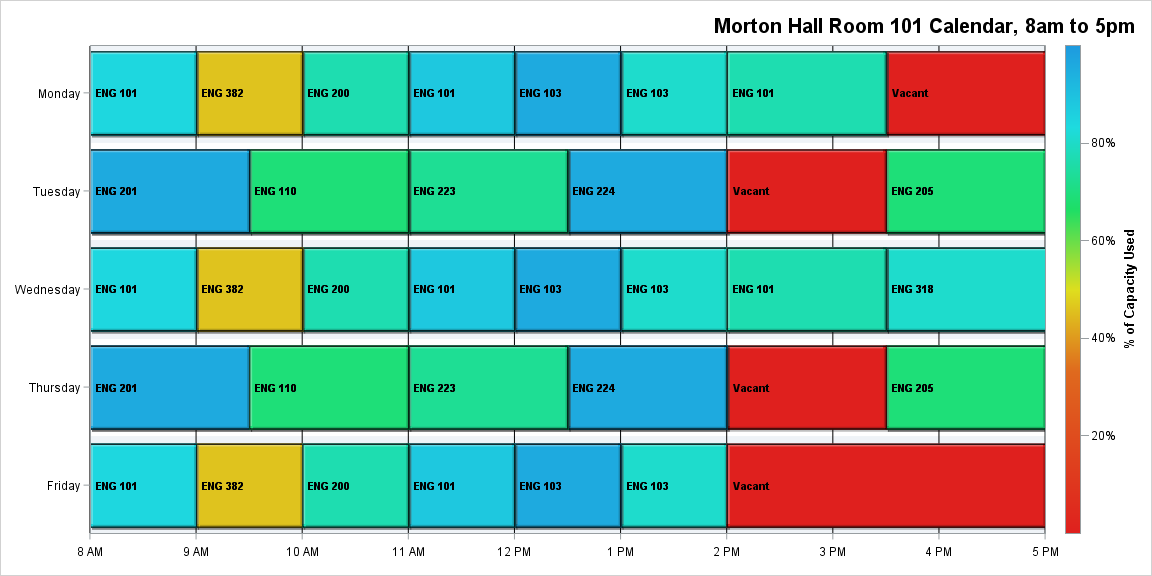 Morton Hall Room 101 Calendar, 8am to 5pm
Monday
ENG 101
ENG 382
ENG 200
ENG 101
ENG 103
ENG 103
ENG 101
Vacant
Tuesday
ENG 201
ENG 110
ENG 223
ENG 224
Vacant
ENG 205
Wednesday
ENG 101
ENG 382
ENG 200
ENG 101
ENG 103
ENG 103
ENG 101
ENG 318
Thursday
ENG 201
ENG 110
ENG 223
ENG 224
Vacant
ENG 205
Friday
ENG 101
ENG 382
ENG 200
ENG 101
ENG 103
ENG 103
Vacant
8 AM
9 AM
10 AM
11 AM
12 PM
1 PM
2 PM
3 PM
4 PM
5 PM
80%
60%
40%
20%
% of Capacity Used